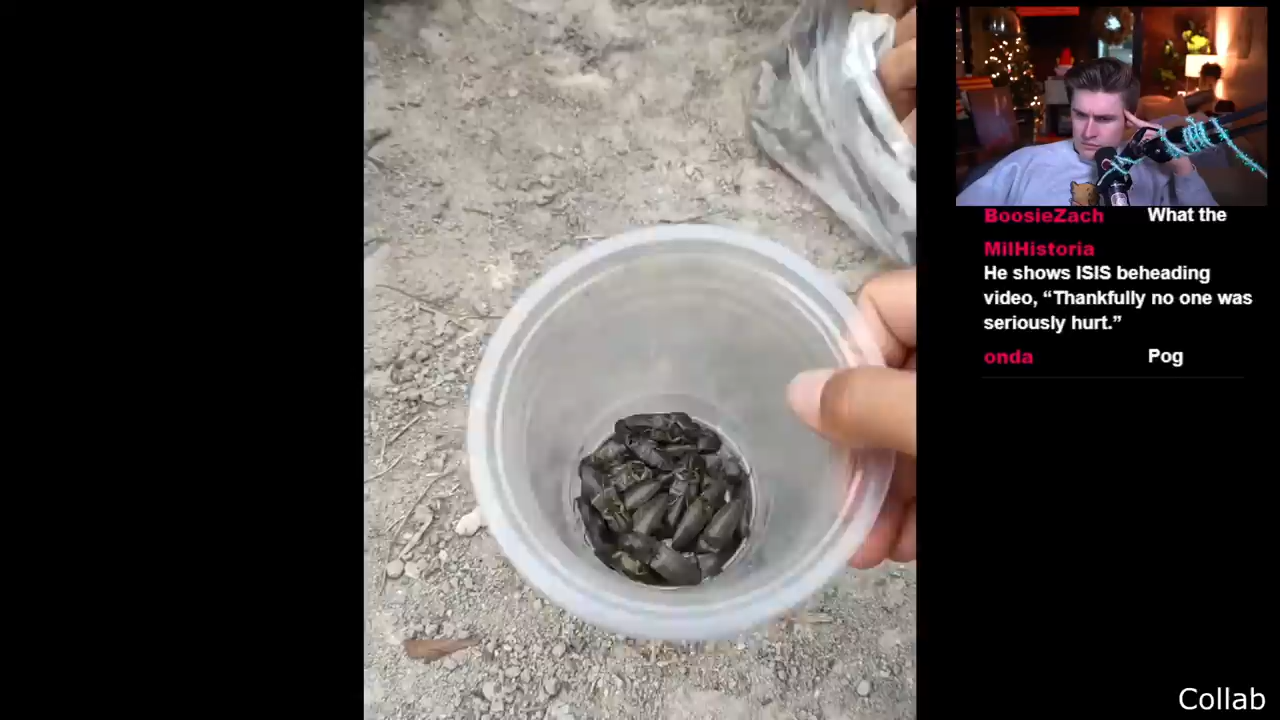 BoosieZach What the
MilHistoria
He shows ISIS beheading
video, “Thankfully no one was
seriously hurt.”
onda Pog
Collab